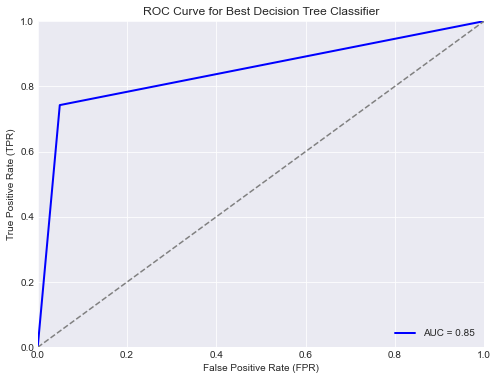 ROC Curve for Best Decision Tree Classifier
True Positive Rate (TPR)
1.0
0.8
0.6
0.4
0.2
0.0
AUC = 0.85
0.0 0.2 0.4 0.6 0.8 1.0
False Positive Rate (FPR)